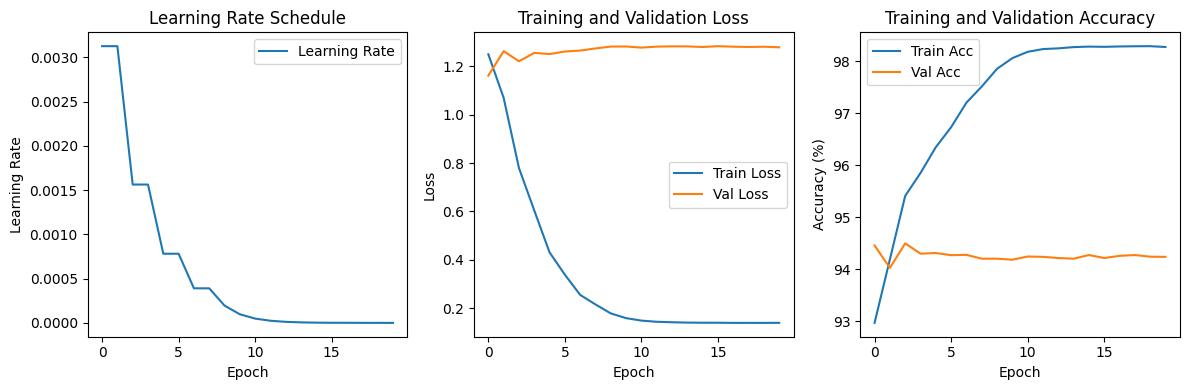 Learning Rate Schedule
Learning Rate
0.0030
0.0025
0.0020
0.0015
0.0010
0.0005
0.0000
Learning Rate
0 5 10 15
Epoch
Training and Validation Loss
Loss
1.2
1.0
0.8
0.6
0.4
0.2
Train Loss
Val Loss
0 5 10 15
Epoch
Training and Validation Accuracy
Accuracy (%)
98
97
96
95
94
93
Train Acc
Val Acc
0 5 10 15
Epoch